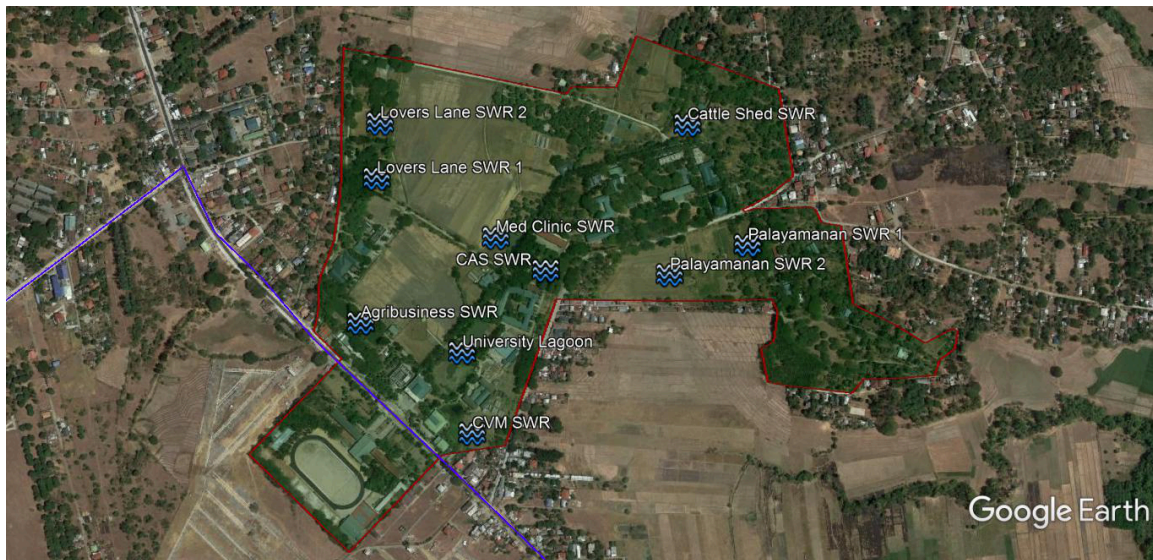 Lovers Lane SWR 2
Cattle Shed SWR
Lovers Lane SWR 1
Med Clinic SWR
Palayamanan SWR 1
CAS SWR
Palayamanan SWR 2
Agribusiness SWR
University Lagoon
CVM SWR
Google Earth